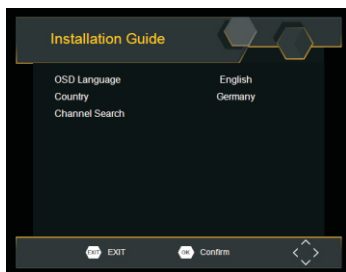 Installation Guide
OSD Language English
Country Germany
Channel Search
EXIT EXIT OK Confirm